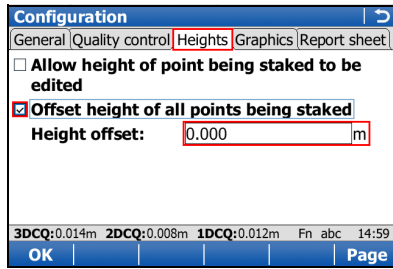 Configuration
General Quality control Heights Graphics Report sheet
Allow height of point being staked to be
edited
Offset height of all points being staked
Height offset: 0.000 m
3DCQ:0.014m 2DCQ:0.008m 1DCQ:0.012m Fn abc 14:59
OK Page